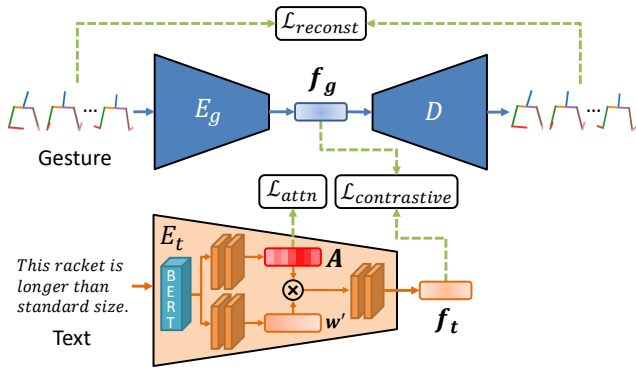 ℒ_reconst
f_g
E_g
D
...
...
Gesture
ℒ_attn
ℒ_contrastive
E_t
A
This racket is
longer than
standard size.
BERT
⊗
w'
f_t
Text